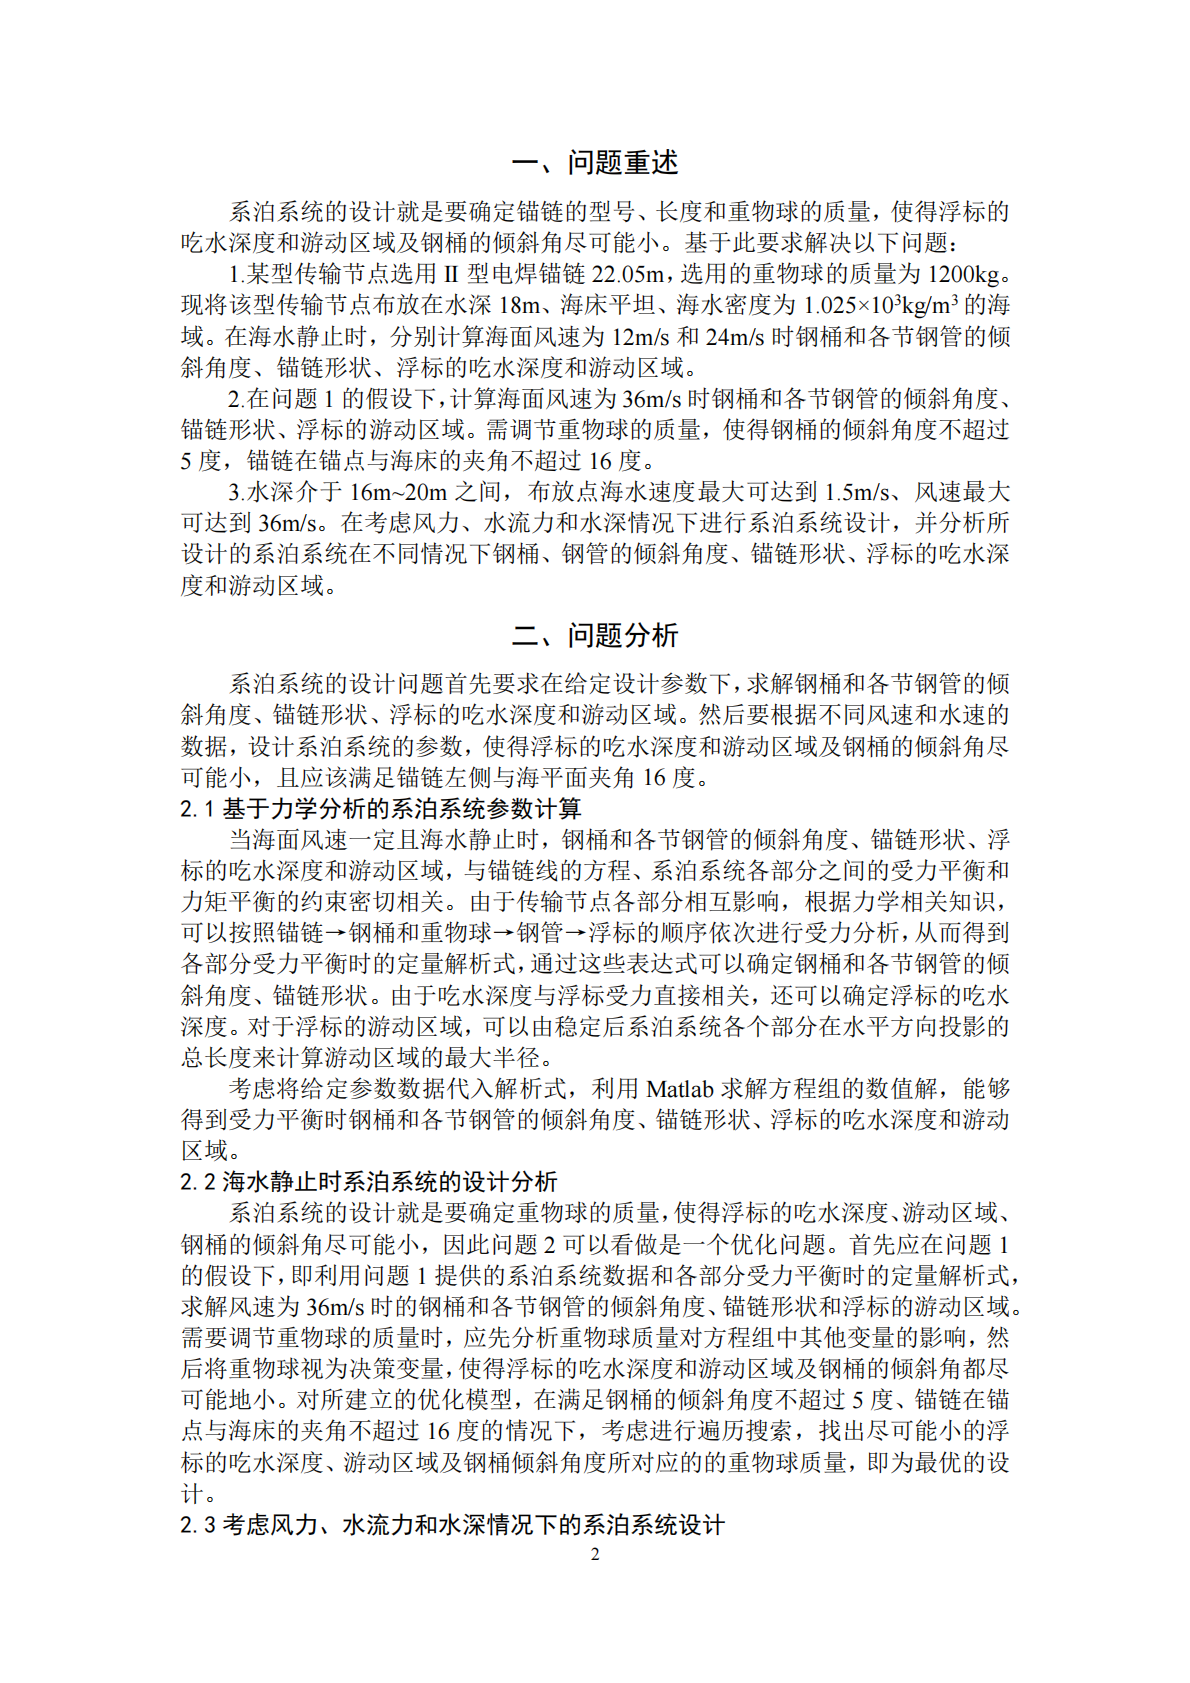 一、问题重述
系泊系统的设计就是要确定锚链的型号、长度和重物球的质量，使得浮标的
吃水深度和游动区域及钢桶的倾斜角尽可能小。基于此要求解决以下问题：
1.某型传输节点选用 II 型电焊锚链 22.05m，选用的重物球的质量为 1200kg。
现将该型传输节点布放在水深 18m、海床平坦、海水密度为 1.025×10³kg/m³ 的海
域。在海水静止时，分别计算海面风速为 12m/s 和 24m/s 时钢桶和各节钢管的倾
斜角度、锚链形状、浮标的吃水深度和游动区域。
2.在问题 1 的假设下，计算海面风速为 36m/s 时钢桶和各节钢管的倾斜角度、
锚链形状、浮标的游动区域。需调节重物球的质量，使得钢桶的倾斜角度不超过
5 度，锚链在锚点与海床的夹角不超过 16 度。
3.水深介于 16m~20m 之间，布放点海水速度最大可达到 1.5m/s、风速最大
可达到 36m/s。在考虑风力、水流力和水深情况下进行系泊系统设计，并分析所
设计的系泊系统在不同情况下钢桶、钢管的倾斜角度、锚链形状、浮标的吃水深
度和游动区域。
二、问题分析
系泊系统的设计问题首先要求在给定设计参数下，求解钢桶和各节钢管的倾
斜角度、锚链形状、浮标的吃水深度和游动区域。然后要根据不同风速和水速的
数据，设计系泊系统的参数，使得浮标的吃水深度和游动区域及钢桶的倾斜角尽
可能小，且应该满足锚链左侧与海平面夹角 16 度。
2.1 基于力学分析的系泊系统参数计算
当海面风速一定且海水静止时，钢桶和各节钢管的倾斜角度、锚链形状、浮
标的吃水深度和游动区域，与锚链线的方程、系泊系统各部分之间的受力平衡和
力矩平衡的约束密切相关。由于传输节点各部分相互影响，根据力学相关知识，
可以按照锚链→钢桶和重物球→钢管→浮标的顺序依次进行受力分析，从而得到
各部分受力平衡时的定量解析式，通过这些表达式可以确定钢桶和各节钢管的倾
斜角度、锚链形状。由于吃水深度与浮标受力直接相关，还可以确定浮标的吃水
深度。对于浮标的游动区域，可以由稳定后系泊系统各个部分在水平方向投影的
总长度来计算游动区域的最大半径。
考虑将给定参数数据代入解析式，利用 Matlab 求解方程组的数值解，能够
得到受力平衡时钢桶和各节钢管的倾斜角度、锚链形状、浮标的吃水深度和游动
区域。
2.2 海水静止时系泊系统的设计分析
系泊系统的设计就是要确定重物球的质量，使得浮标的吃水深度、游动区域、
钢桶的倾斜角尽可能小，因此问题 2 可以看做是一个优化问题。首先应在问题 1
的假设下，即利用问题 1 提供的系泊系统数据和各部分受力平衡时的定量解析式，
求解风速为 36m/s 时的钢桶和各节钢管的倾斜角度、锚链形状和浮标的游动区域。
需要调节重物球的质量时，应先分析重物球质量对方程组中其他变量的影响，然
后将重物球视为决策变量，使得浮标的吃水深度和游动区域及钢桶的倾斜角都尽
可能地小。对所建立的优化模型，在满足钢桶的倾斜角度不超过 5 度、锚链在锚
点与海床的夹角不超过 16 度的情况下，考虑进行遍历搜索，找出尽可能小的浮
标的吃水深度、游动区域及钢桶倾斜角度所对应的的重物球质量，即为最优的设
计。
2.3 考虑风力、水流力和水深情况下的系泊系统设计
2